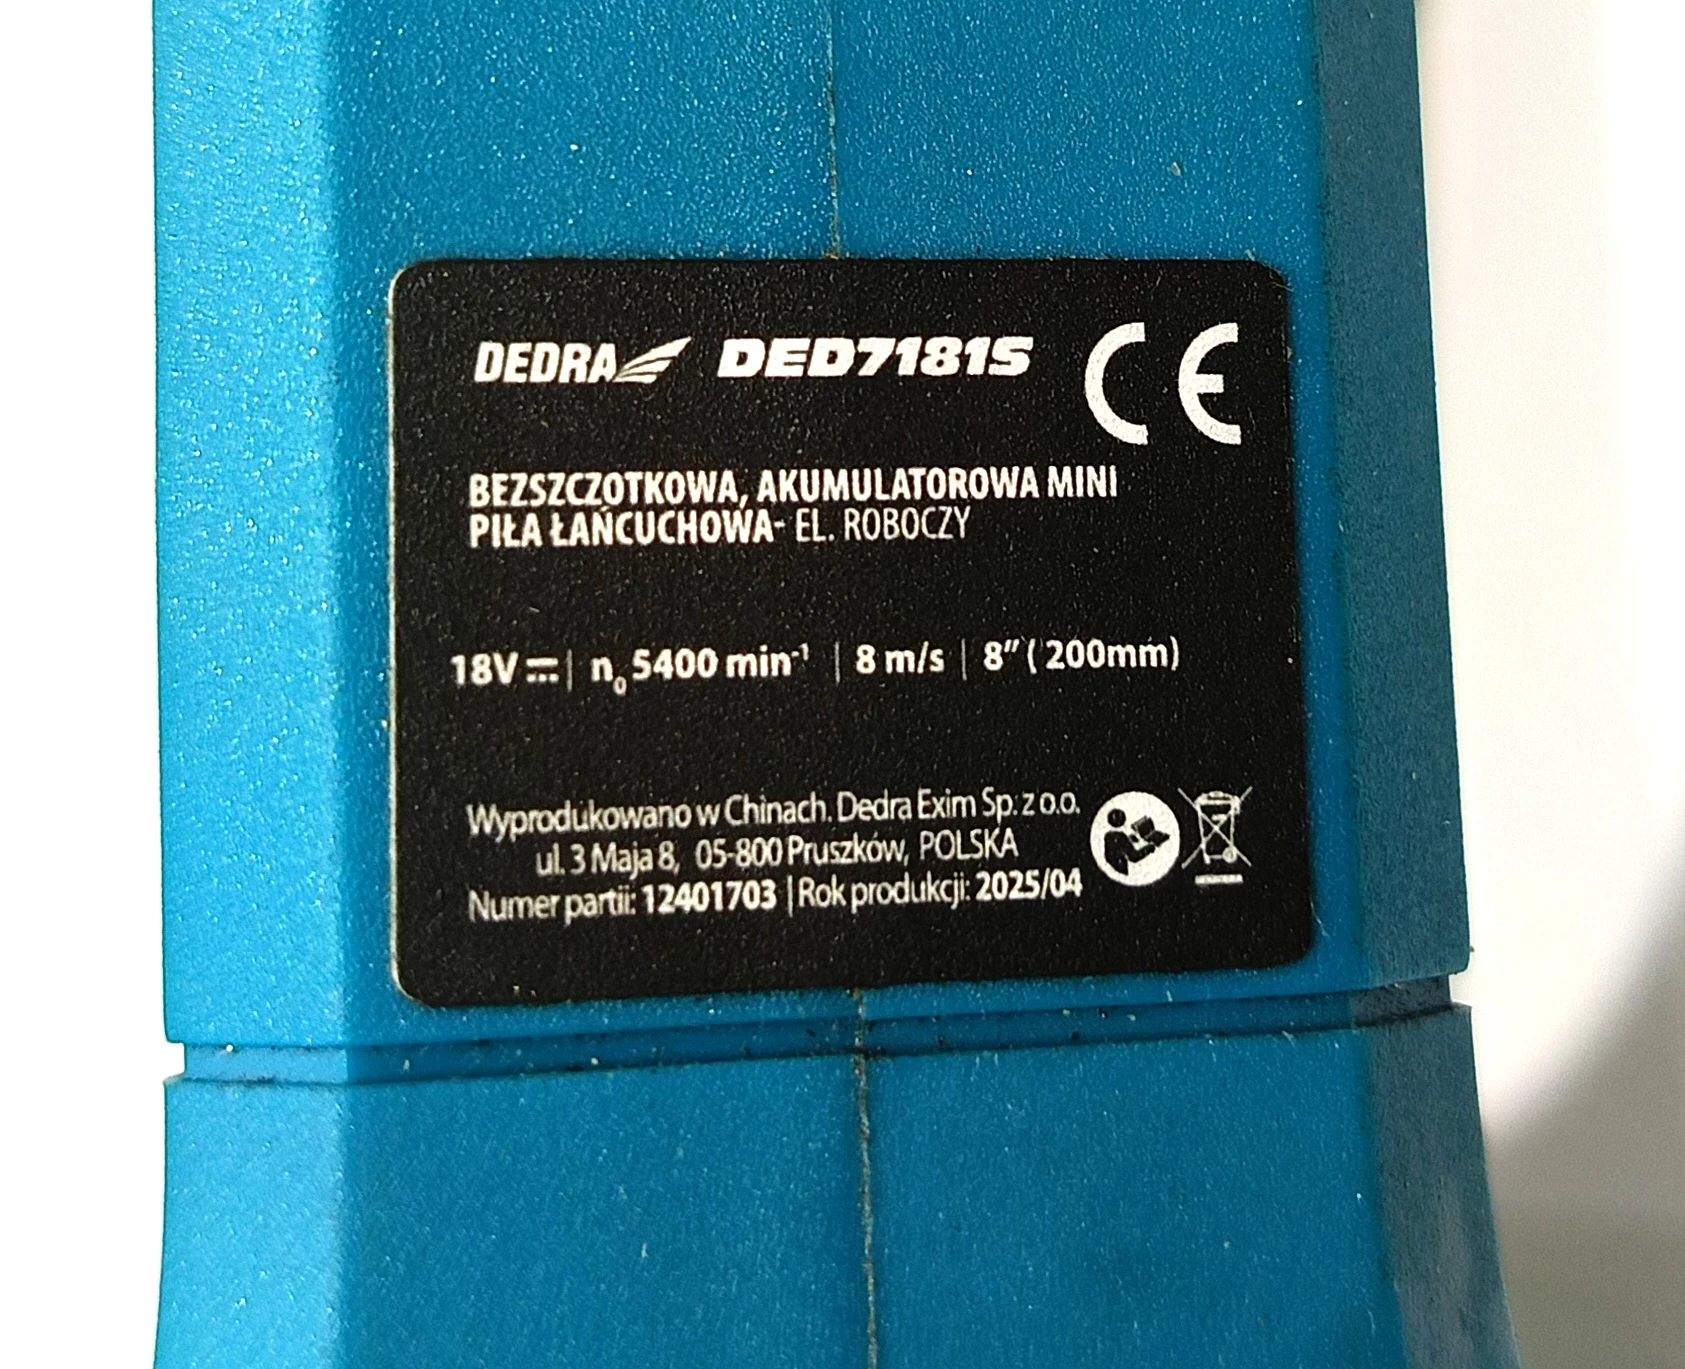 DEDRA DED7181S CE
BEZSZCZOTKOWA, AKUMULATOROWA MINI
PIŁA ŁAŃCUCHOWA- EL. ROBOCZY
18V⎓| n₀ 5400 min⁻¹ | 8 m/s | 8” ( 200mm)
Wyprodukowano w Chinach. Dedra Exim Sp. z o.o.
ul. 3 Maja 8, 05-800 Pruszków, POLSKA
Numer partii: 12401703 | Rok produkcji: 2025/04